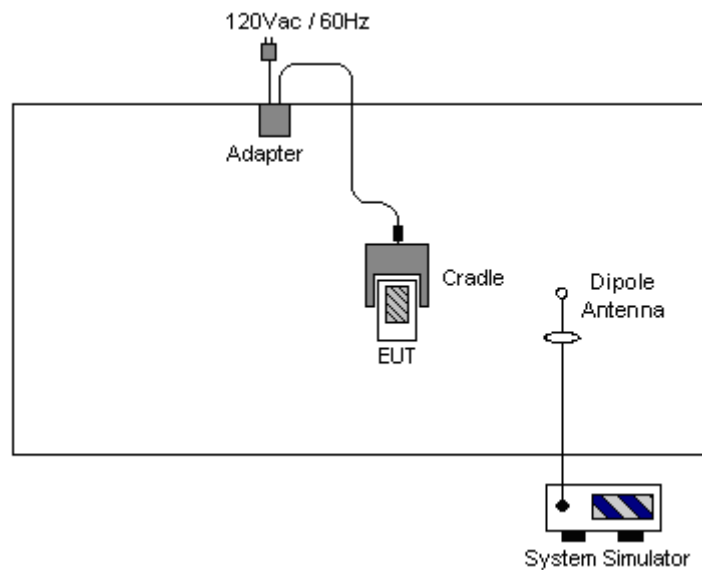 120Vac / 60Hz
Adapter
Cradle
Dipole
Antenna
EUT
System Simulator